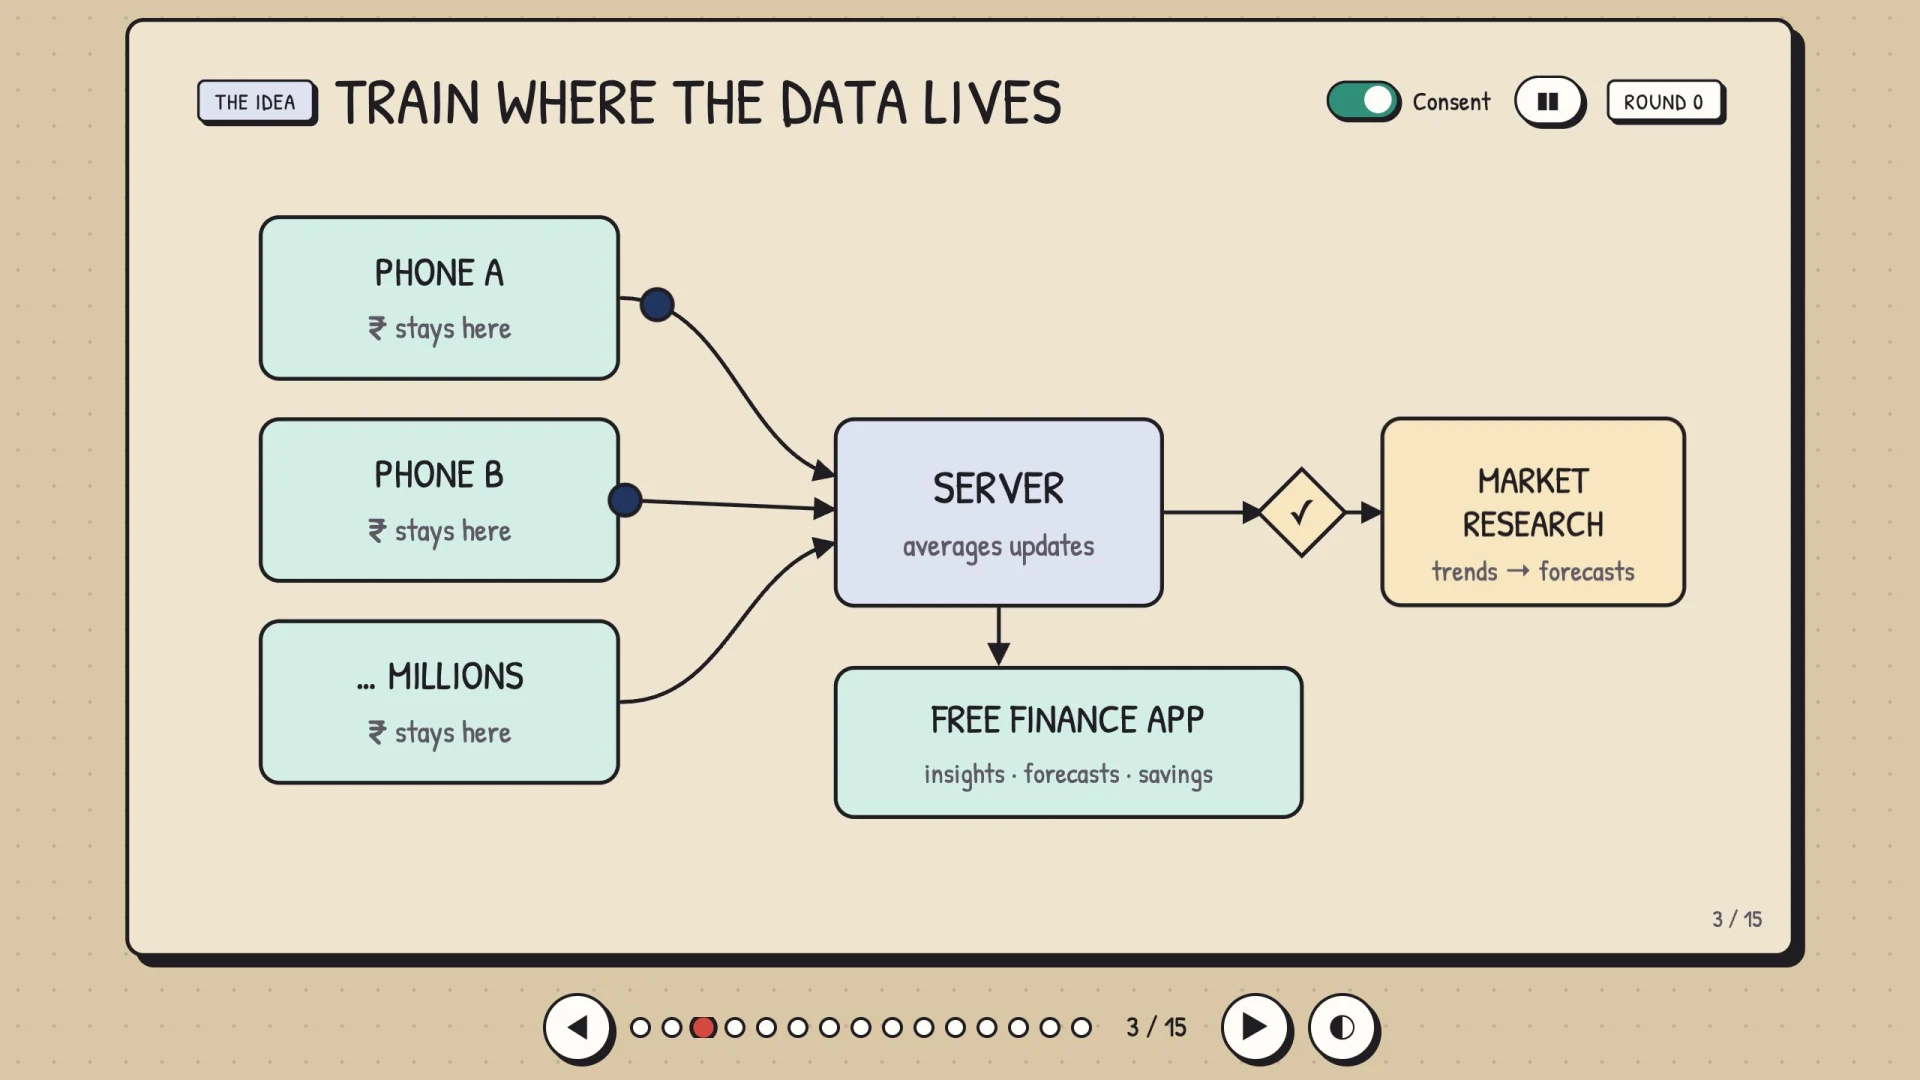 THE IDEA
TRAIN WHERE THE DATA LIVES
Consent
ROUND 0
PHONE A
₹ stays here
PHONE B
₹ stays here
... MILLIONS
₹ stays here
SERVER
averages updates
✓
MARKET
RESEARCH
trends → forecasts
FREE FINANCE APP
insights · forecasts · savings
3 / 15
3 / 15